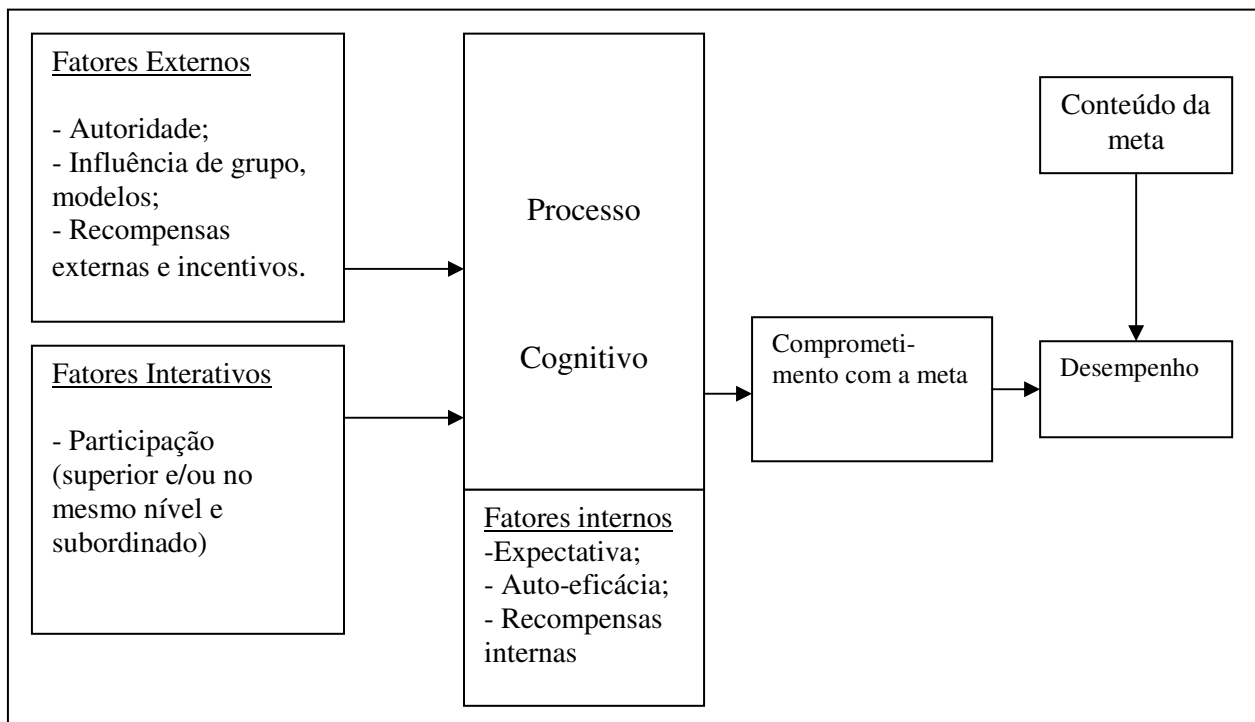 Fatores Externos
- Autoridade;
- Influência de grupo,
modelos;
- Recompensas
externas e incentivos.
Fatores Interativos
- Participação
(superior e/ou no
mesmo nível e
subordinado)
Processo
Cognitivo
Fatores internos
-Expectativa;
- Auto-eficácia;
- Recompensas
internas
Comprometi-
mento com a meta
Conteúdo da
meta
Desempenho